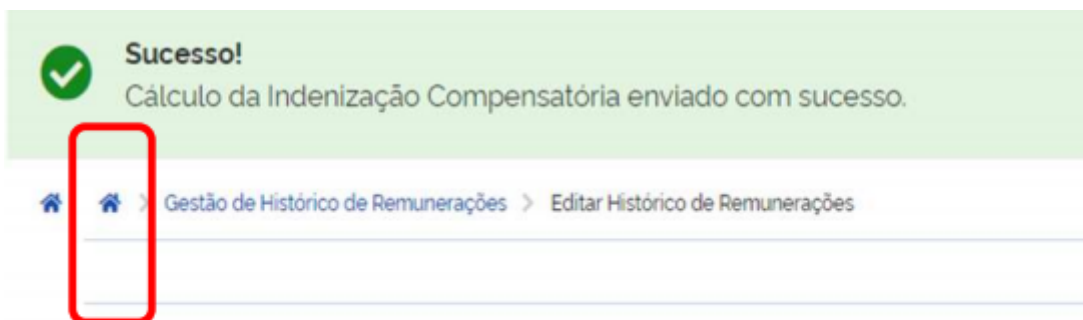 Sucesso!
Cálculo da Indenização Compensatória enviado com sucesso.
> Gestão de Histórico de Remunerações > Editar Histórico de Remunerações